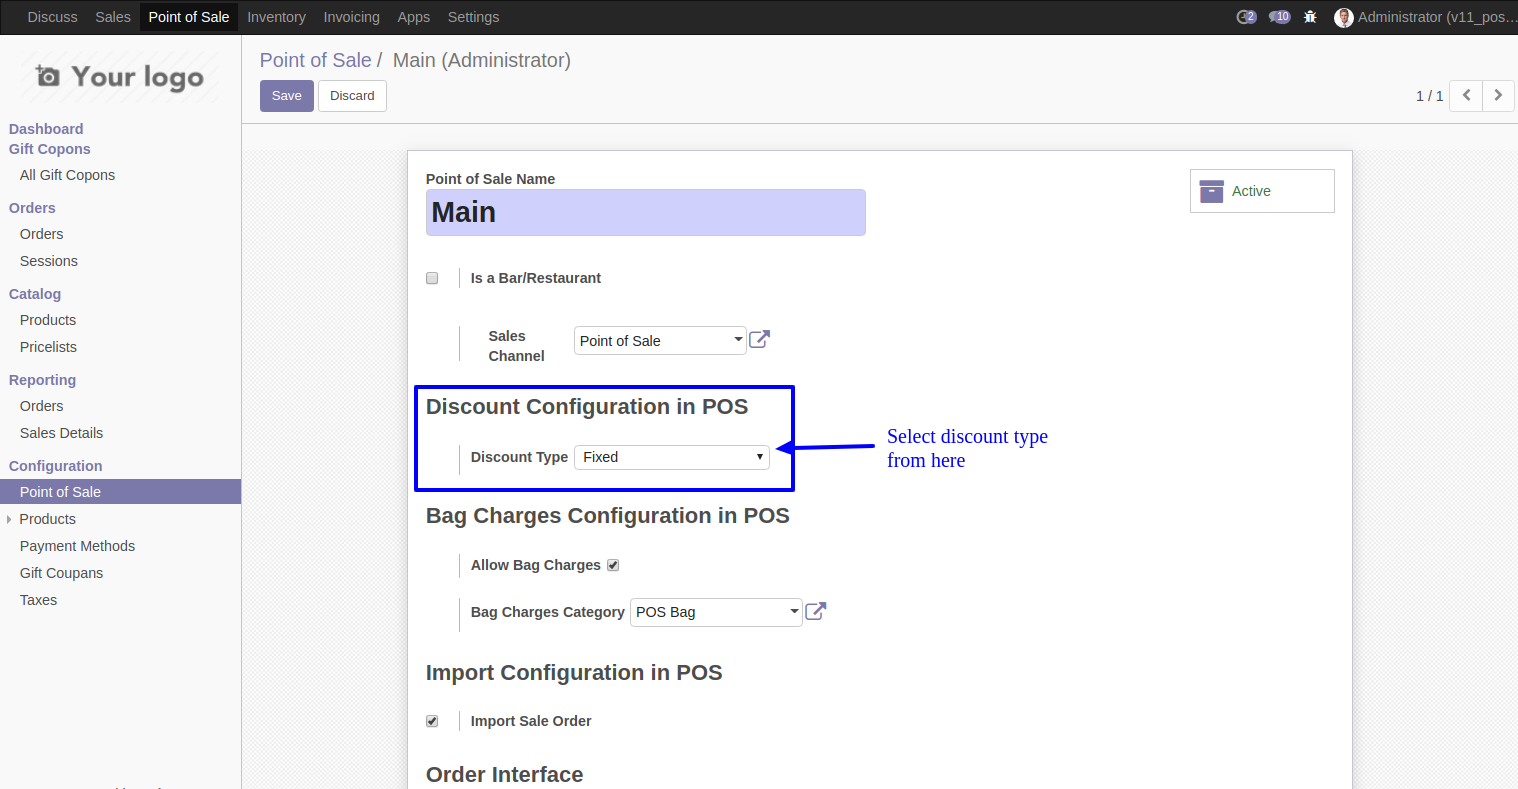 Discuss Sales Point of Sale Inventory Invoicing Apps Settings 2 10 Administrator (v11_pos...
Your logo
Point of Sale / Main (Administrator)
Save Discard 1 / 1
Dashboard
Gift Copons
All Gift Copons
Orders
Orders
Sessions
Catalog
Products
Pricelists
Reporting
Orders
Sales Details
Configuration
Point of Sale
Products
Payment Methods
Gift Coupans
Taxes
Point of Sale Name
Main
Active
Is a Bar/Restaurant
Sales
Channel
Point of Sale
Discount Configuration in POS
Discount Type Fixed
Select discount type
from here
Bag Charges Configuration in POS
Allow Bag Charges
Bag Charges Category POS Bag
Import Configuration in POS
Import Sale Order
Order Interface